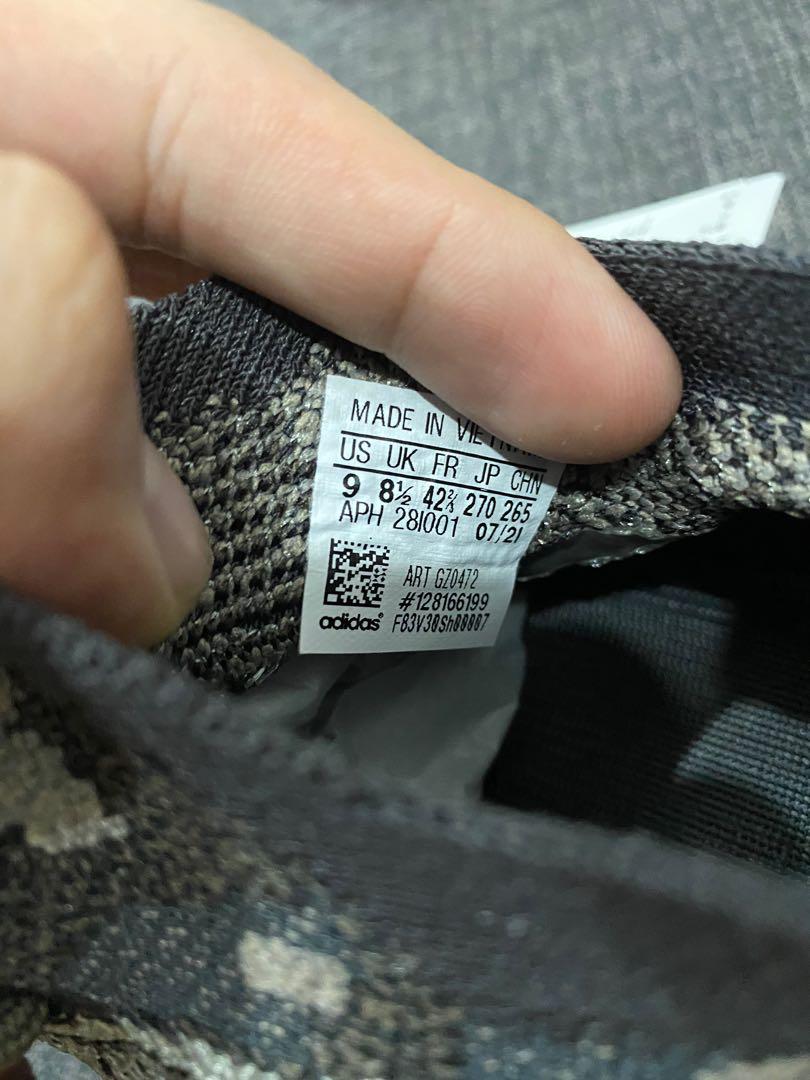 MADE IN VIETNAM
US UK FR JP CHN
9 8½ 42⅔ 270 265
APH 28I001 07/21
ART GZ0472
#128166199
adidas® F83V30Sh00007